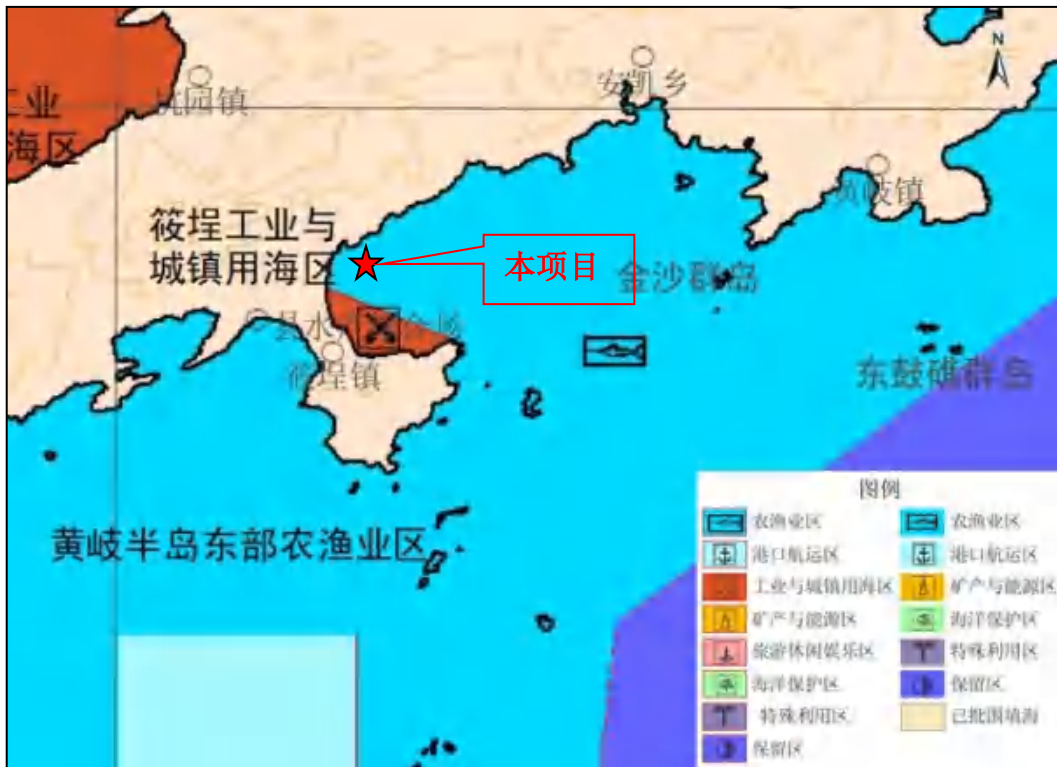 N
安凯乡
工业
海区
黄岐镇
筱埕工业与
城镇用海区
本项目
金沙群岛
筱埕镇
东鼓礁群岛
黄岐半岛东部农渔业区
图例
农渔业区
农渔业区
港口航运区
港口航运区
工业与城镇用海区
矿产与能源区
矿产与能源区
海洋保护区
旅游休闲娱乐区
特殊利用区
海洋保护区
保留区
特殊利用区
已批围填海
保留区